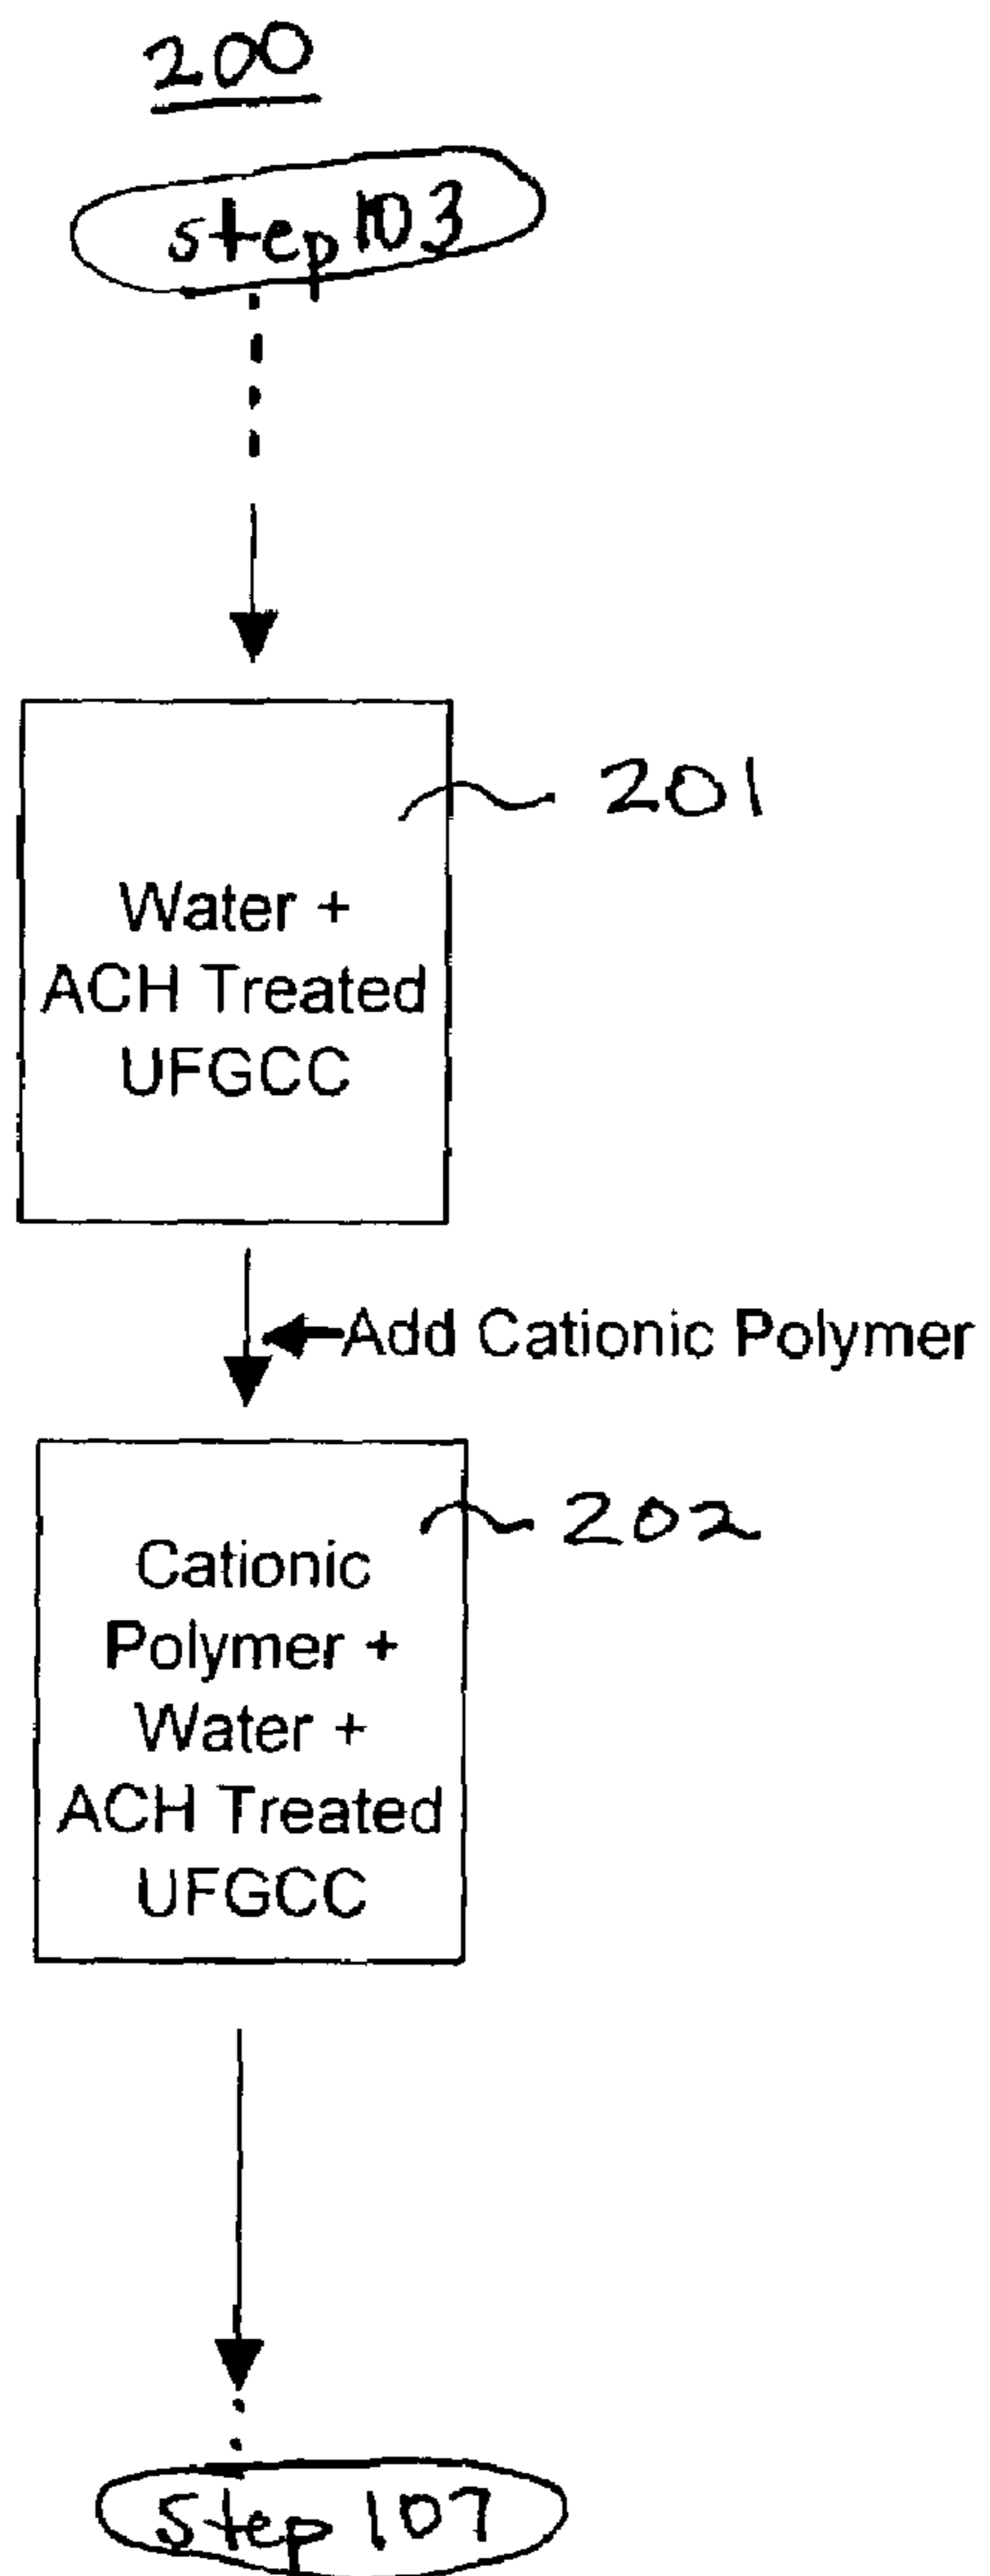 200
step 103
201
Water +
ACH Treated
UFGCC
Add Cationic Polymer
202
Cationic
Polymer +
Water +
ACH Treated
UFGCC
Step 107